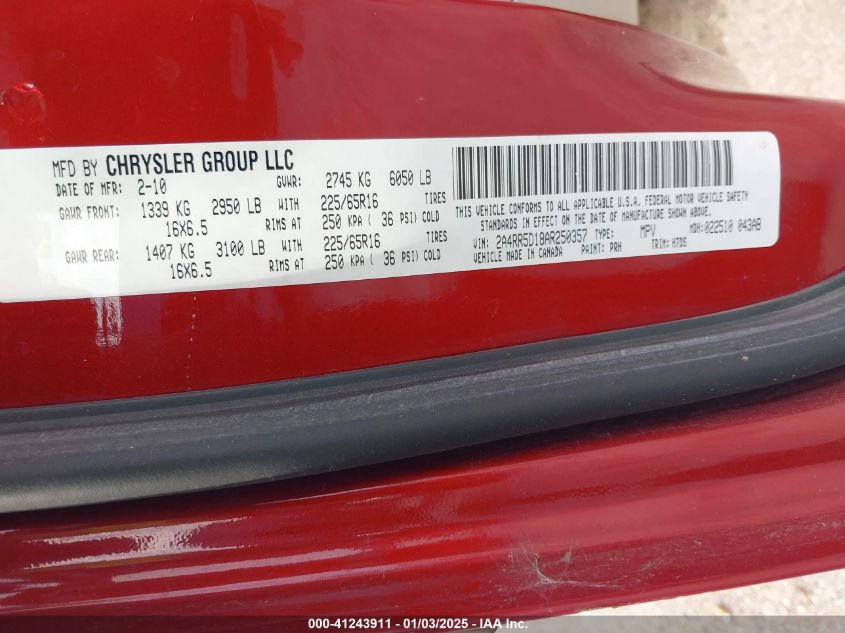 MFD BY CHRYSLER GROUP LLC
DATE OF MFR: 2-10 GVWR: 2745 KG 6050 LB
GAWR FRONT: 1339 KG 2950 LB WITH 225/65R16 TIRES
16X6.5 RIMS AT 250 KPA ( 36 PSI) COLD
GAWR REAR: 1407 KG 3100 LB WITH 225/65R16 TIRES
16X6.5 RIMS AT 250 KPA ( 36 PSI) COLD
THIS VEHICLE CONFORMS TO ALL APPLICABLE U.S.A. FEDERAL MOTOR VEHICLE SAFETY
STANDARDS IN EFFECT ON THE DATE OF MANUFACTURE SHOWN ABOVE.
VIN: 2A4RR5D18AR250357 TYPE: MPV MDH: 022510 043AB
VEHICLE MADE IN CANADA PAINT: PRH TRIM: H7DS
000-41243911 - 01/03/2025 - IAA Inc.